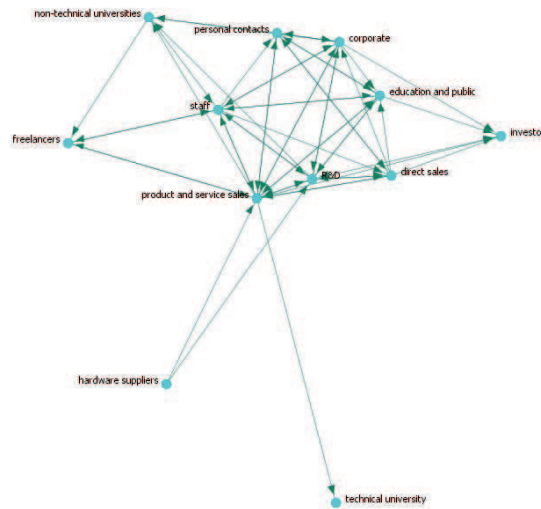 non-technical universities
personal contacts
corporate
education and public
staff
freelancers
investo
R&D
direct sales
product and service sales
hardware suppliers
technical university